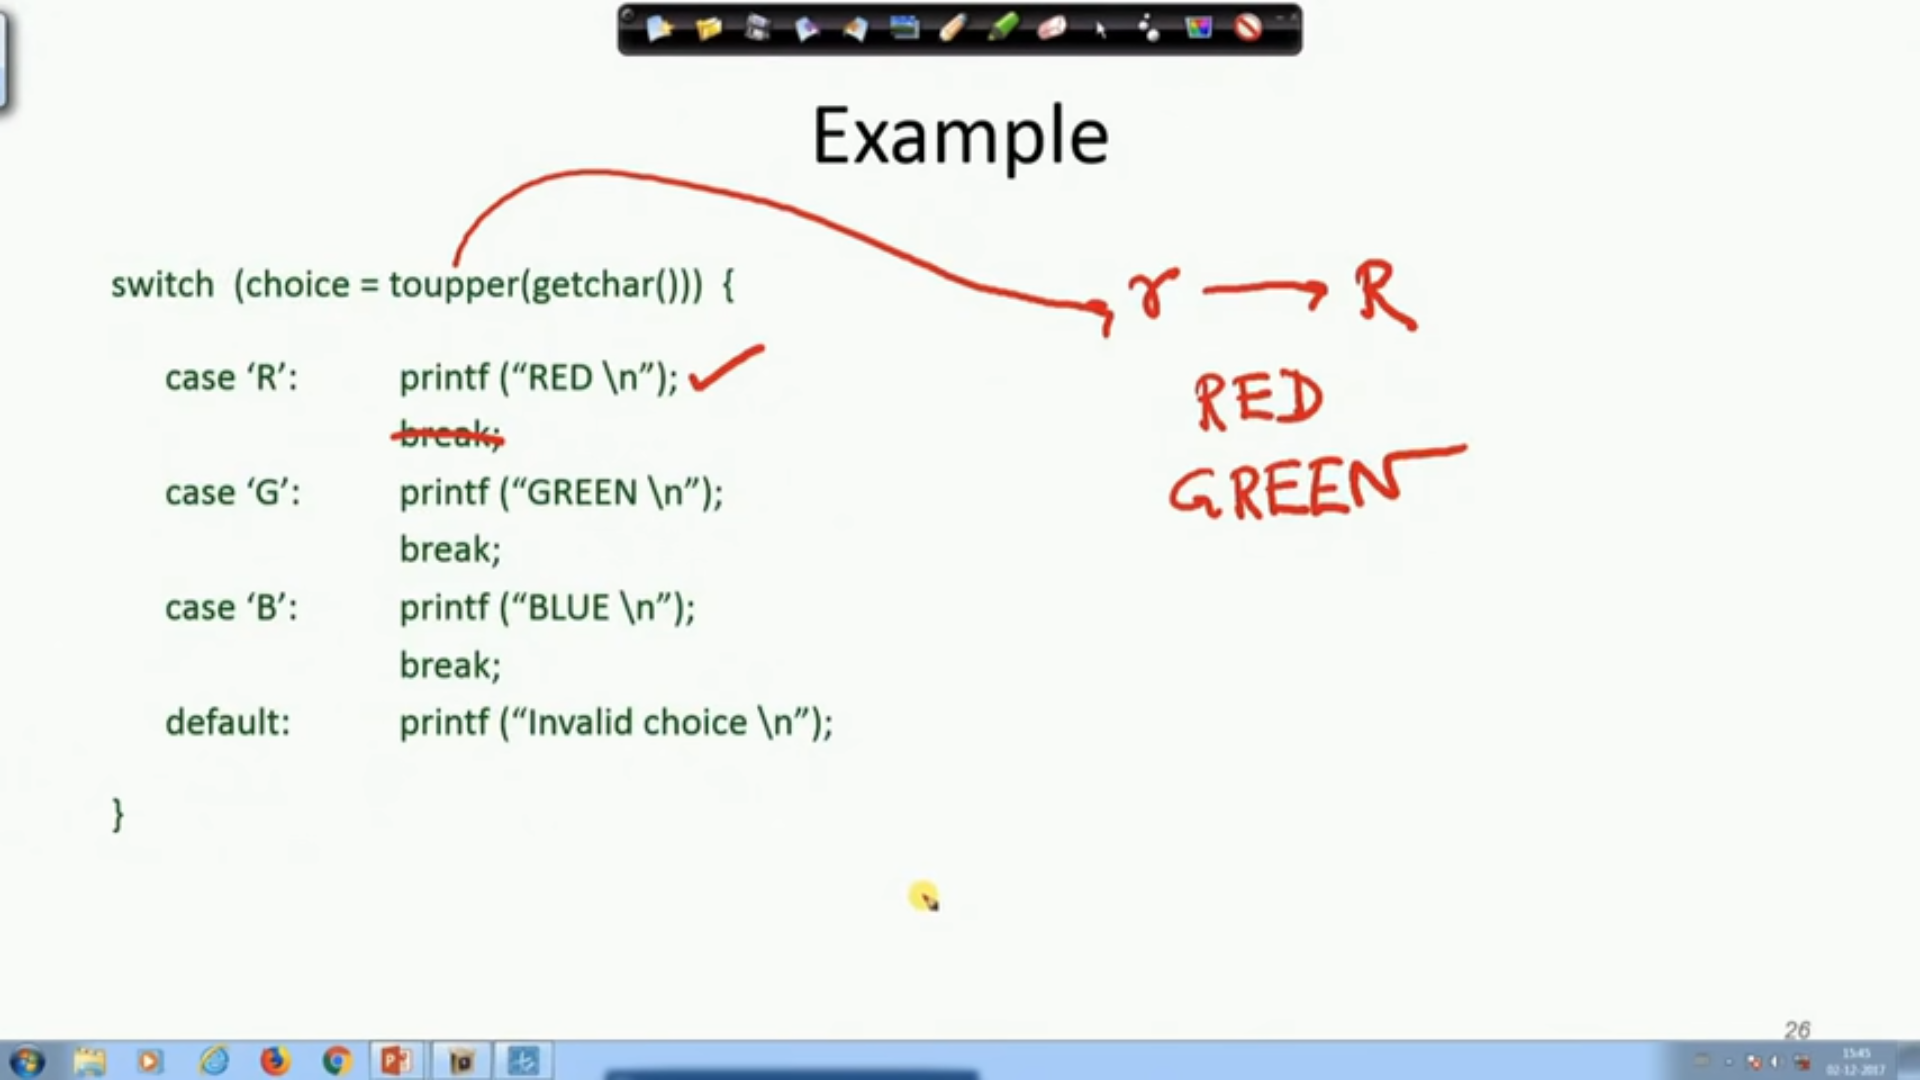 Example
switch (choice = toupper(getchar())) {
r → R
case ‘R’: printf (“RED \n”);
RED
break;
case ‘G’: printf (“GREEN \n”);
GREEN
break;
case ‘B’: printf (“BLUE \n”);
break;
default: printf (“Invalid choice \n”);
}
26
15:45
02-12-2017